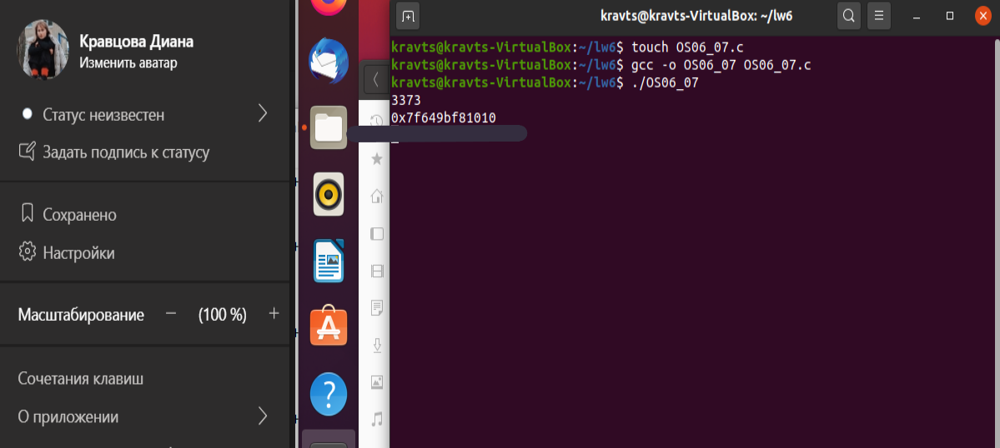 Кравцова Диана
Изменить аватар
Статус неизвестен
Задать подпись к статусу
Сохранено
Настройки
Масштабирование − (100 %) +
Сочетания клавиш
О приложении
kravts@kravts-VirtualBox: ~/lw6
kravts@kravts-VirtualBox:~/lw6$ touch OS06_07.c
kravts@kravts-VirtualBox:~/lw6$ gcc -o OS06_07 OS06_07.c
kravts@kravts-VirtualBox:~/lw6$ ./OS06_07
3373
0x7f649bf81010